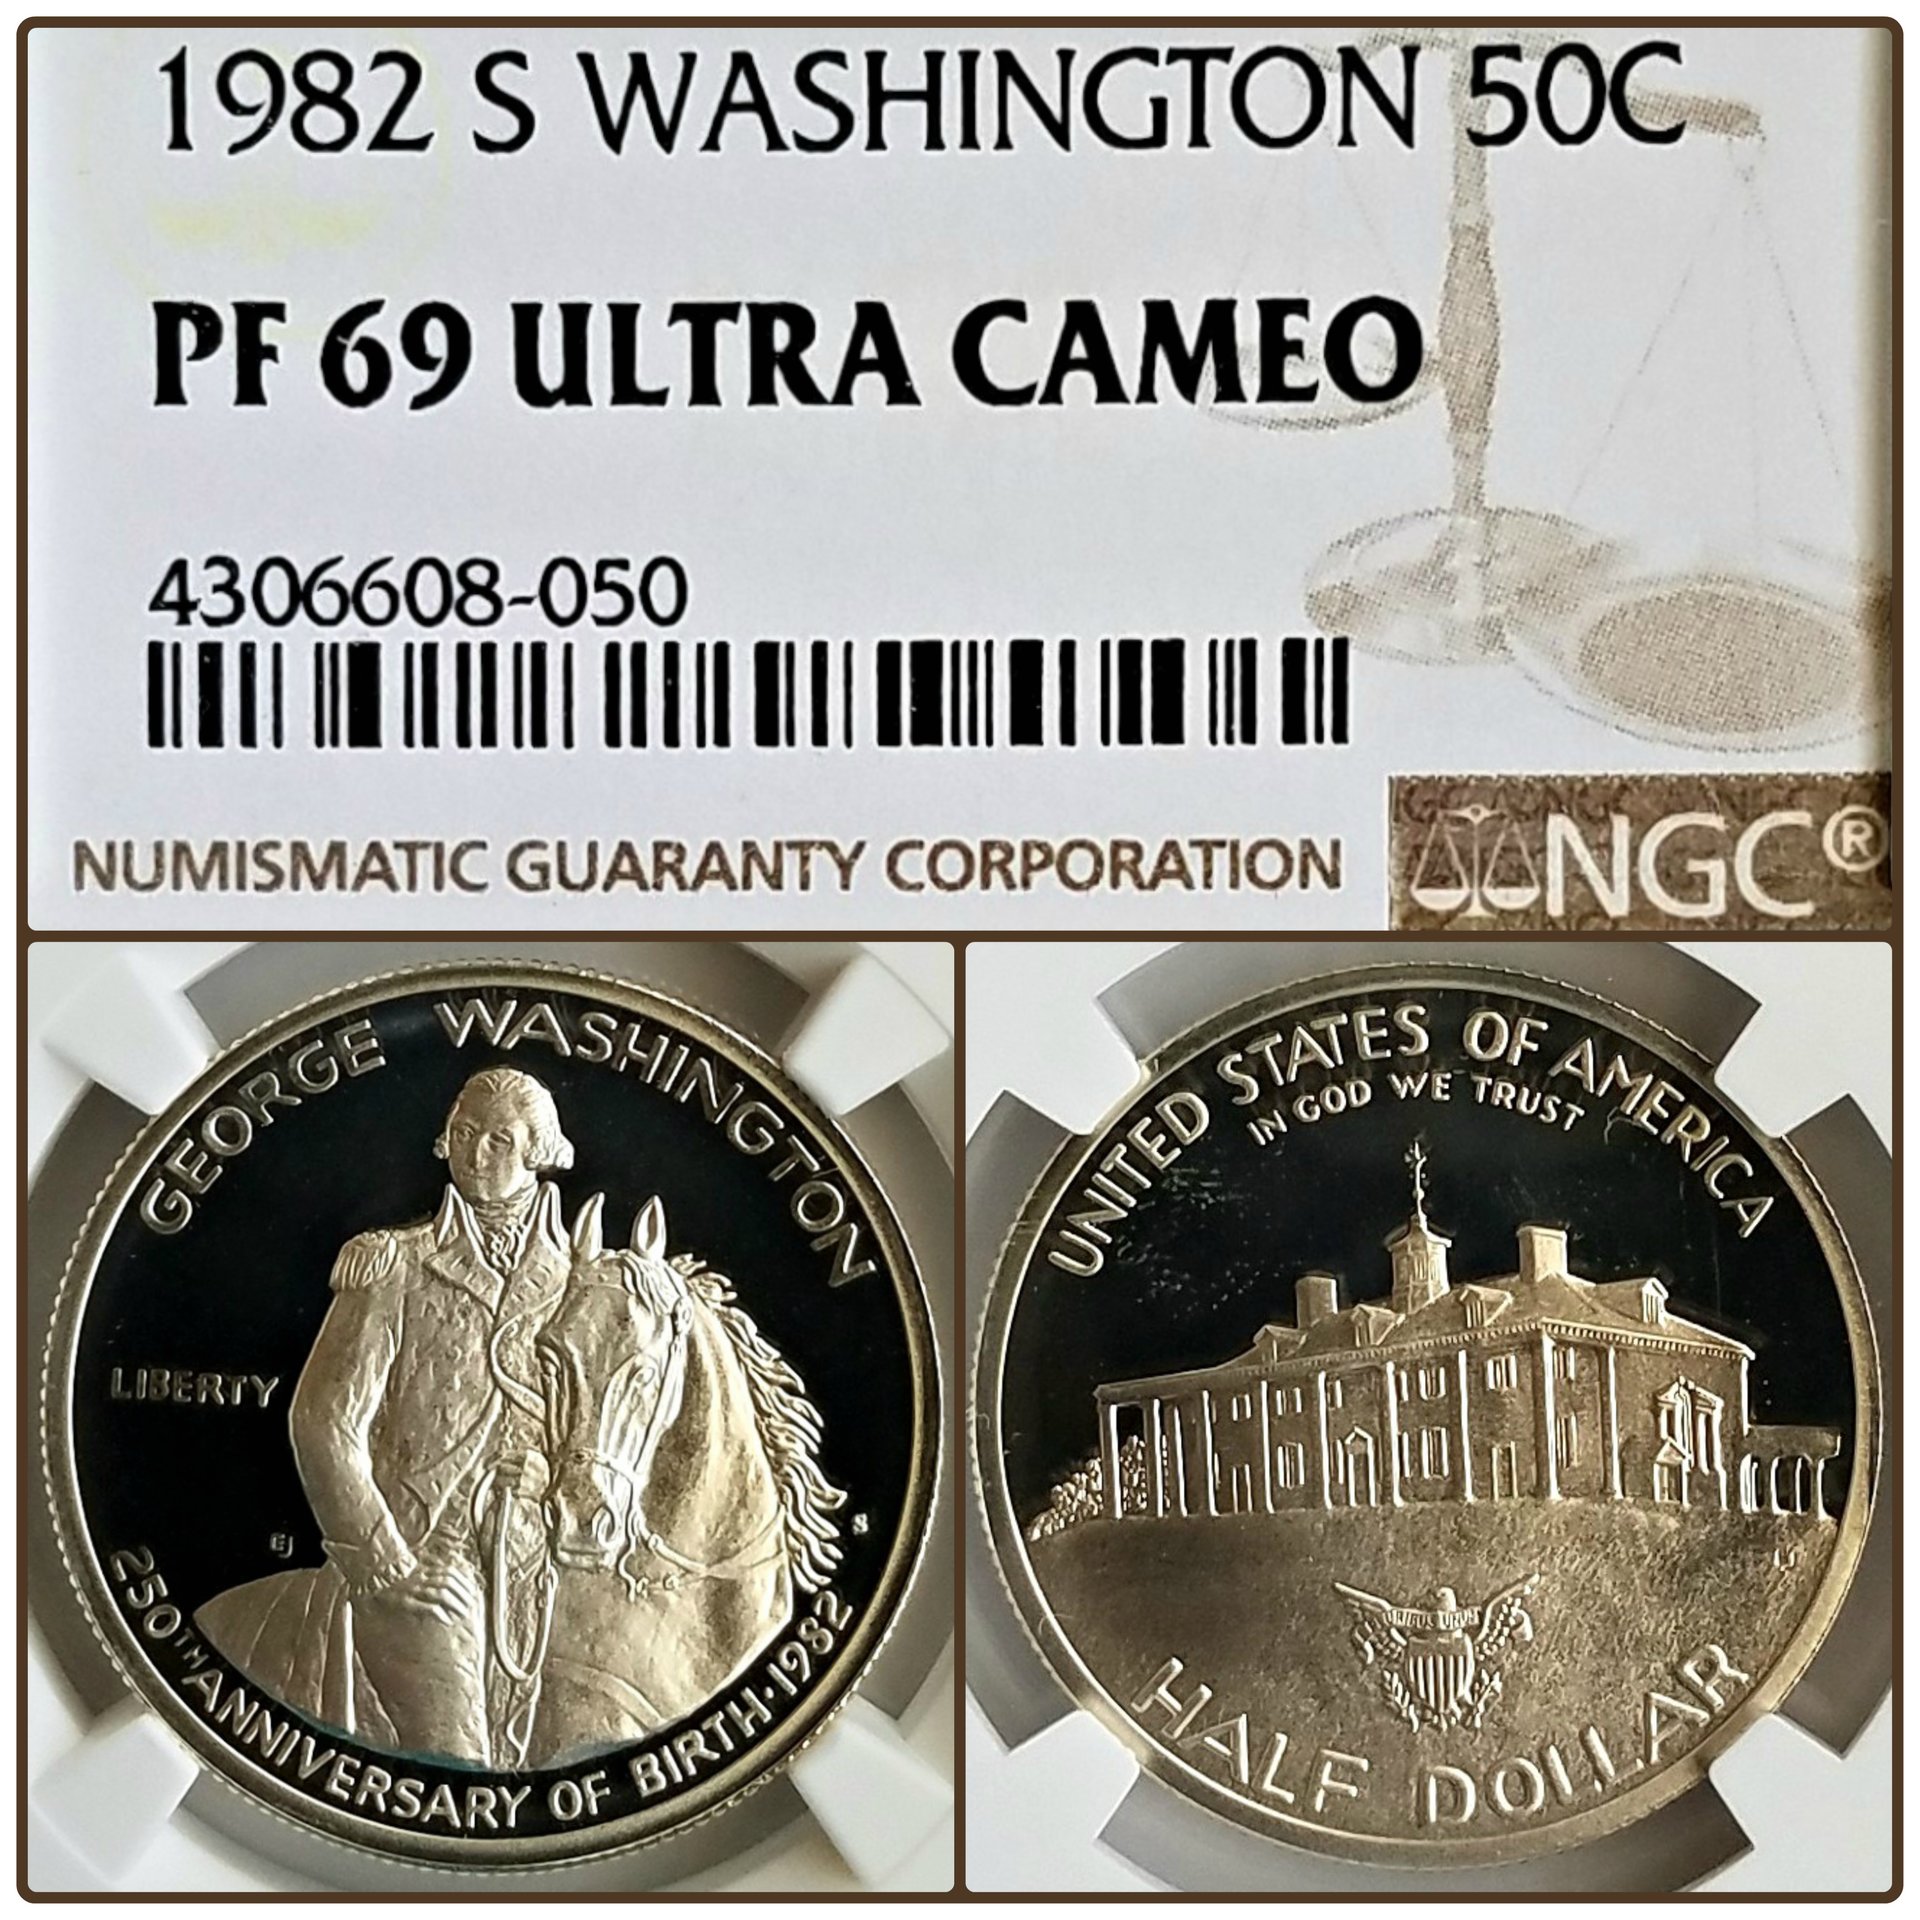 1982 S WASHINGTON 50C
PF 69 ULTRA CAMEO
4306608-050
NUMISMATIC GUARANTY CORPORATION
NGC®
GEORGE WASHINGTON
LIBERTY
EJ
S
250TH ANNIVERSARY OF BIRTH · 1982
UNITED STATES OF AMERICA
IN GOD WE TRUST
UNUM
HALF DOLLAR